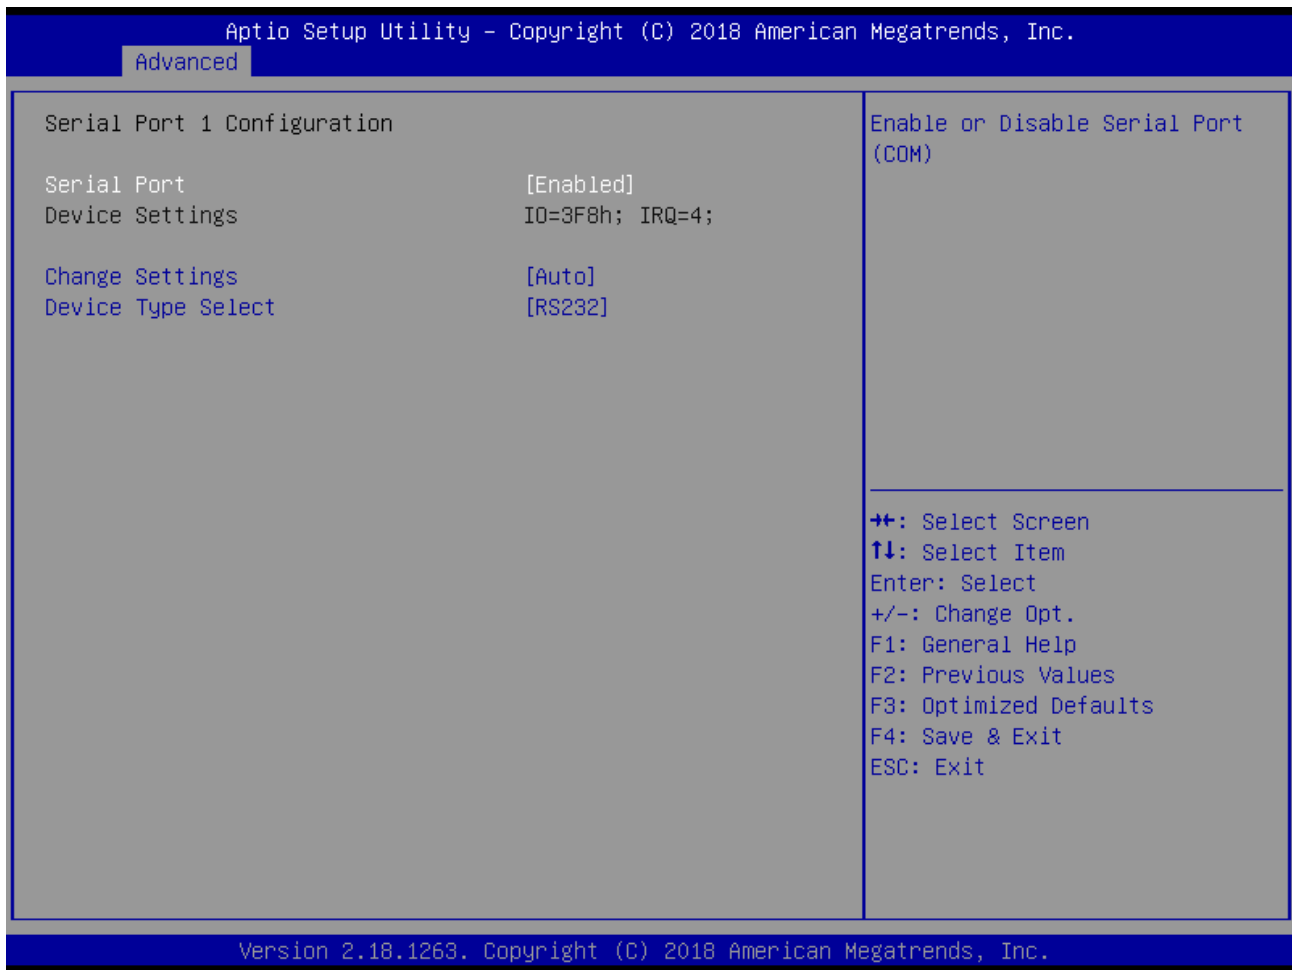 Aptio Setup Utility – Copyright (C) 2018 American Megatrends, Inc.
Advanced
Serial Port 1 Configuration
Serial Port [Enabled]
Device Settings IO=3F8h; IRQ=4;
Change Settings [Auto]
Device Type Select [RS232]
Enable or Disable Serial Port
(COM)
→←: Select Screen
↑↓: Select Item
Enter: Select
+/-: Change Opt.
F1: General Help
F2: Previous Values
F3: Optimized Defaults
F4: Save & Exit
ESC: Exit
Version 2.18.1263. Copyright (C) 2018 American Megatrends, Inc.